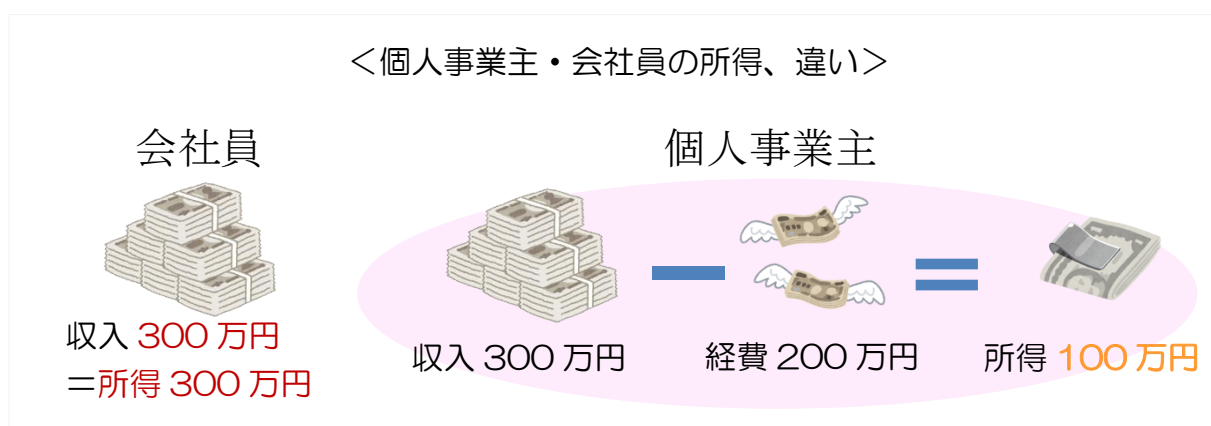 ＜個人事業主・会社員の所得、違い＞
会社員
個人事業主
収入 300 万円
＝所得 300 万円
収入 300 万円
経費 200 万円
所得 100 万円